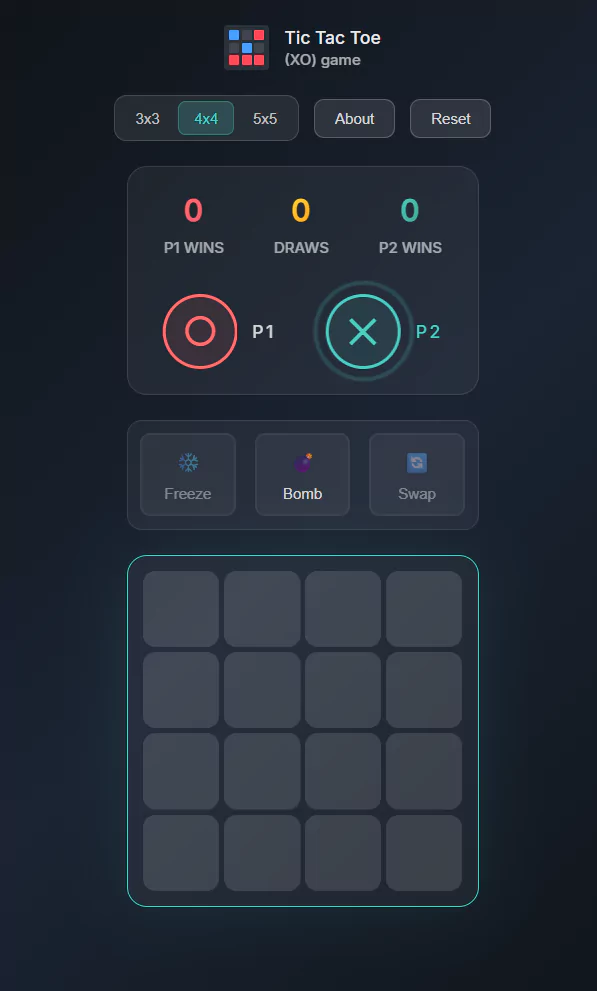 Tic Tac Toe
(XO) game
3x3 4x4 5x5 About Reset
0 0 0
P1 WINS DRAWS P2 WINS
P1 P2
Freeze Bomb Swap